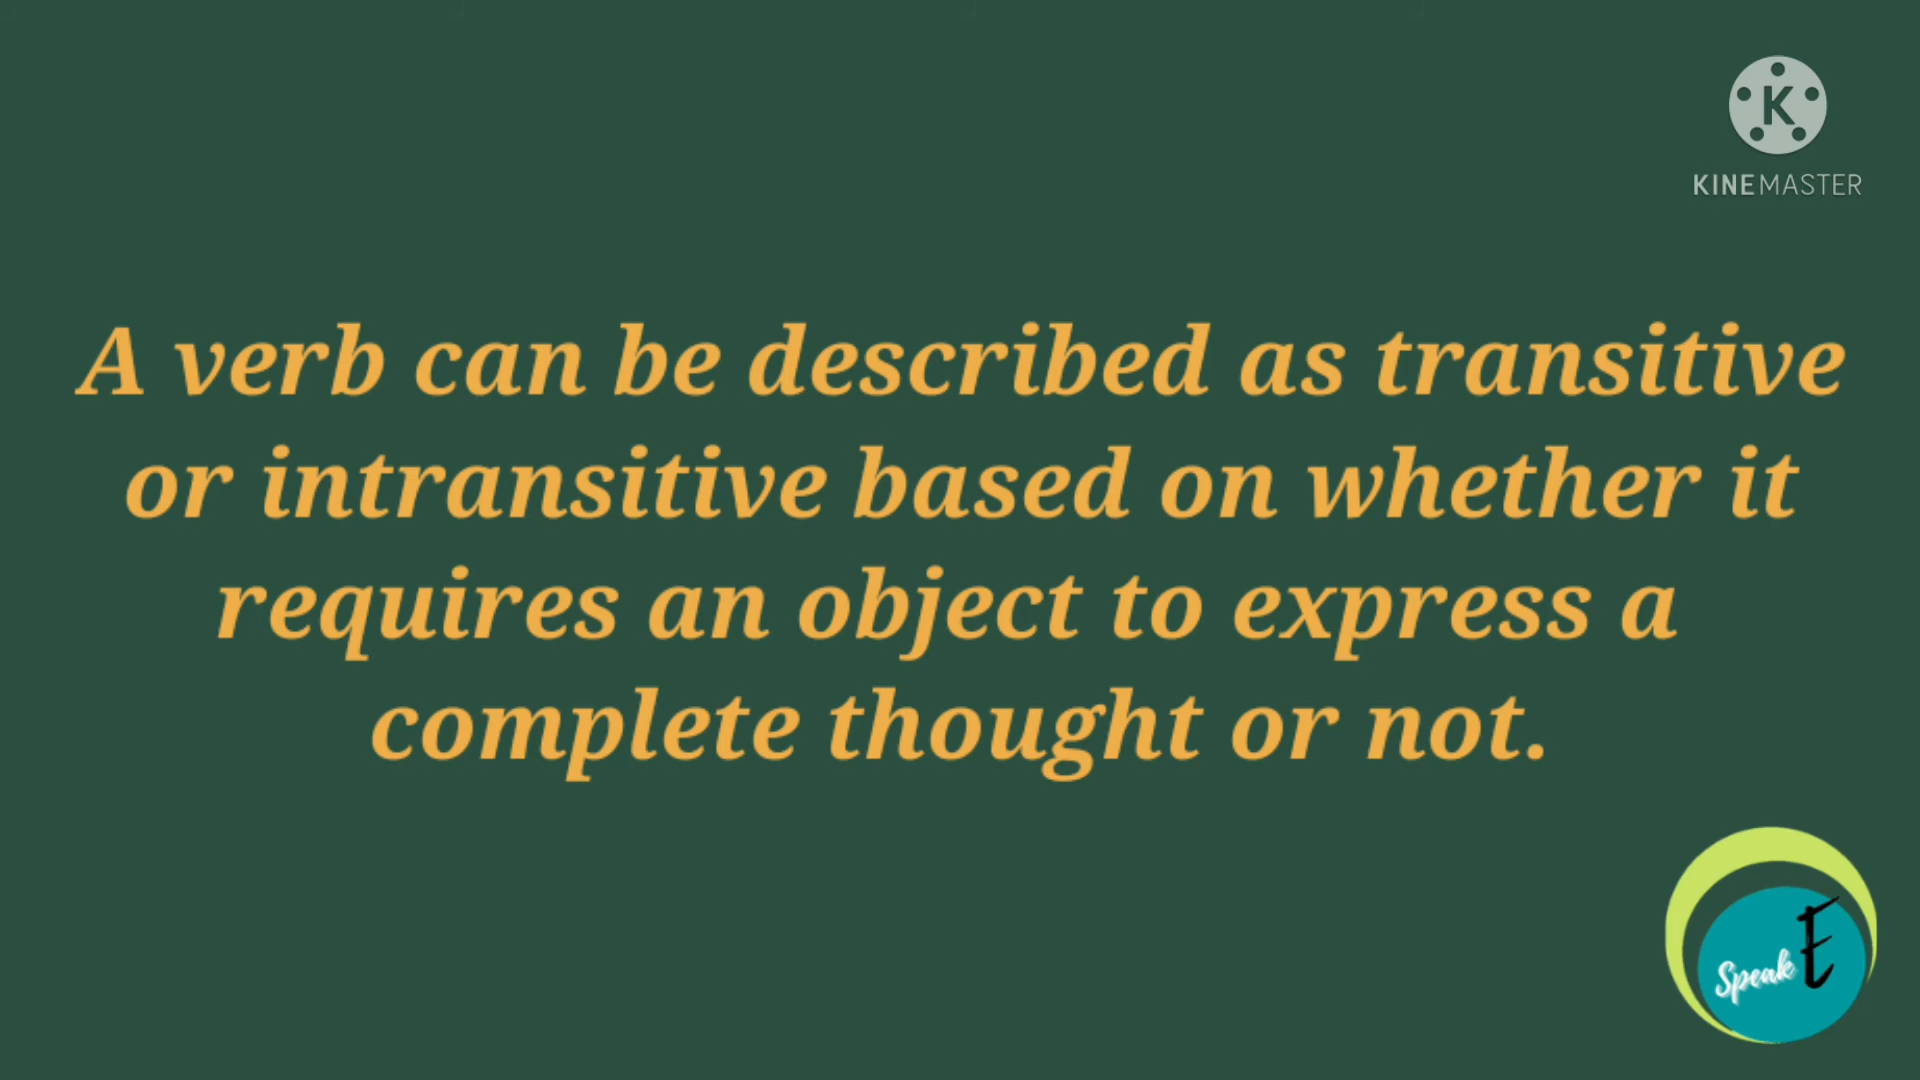 K
KINEMASTER
A verb can be described as transitive
or intransitive based on whether it
requires an object to express a
complete thought or not.
Speak E